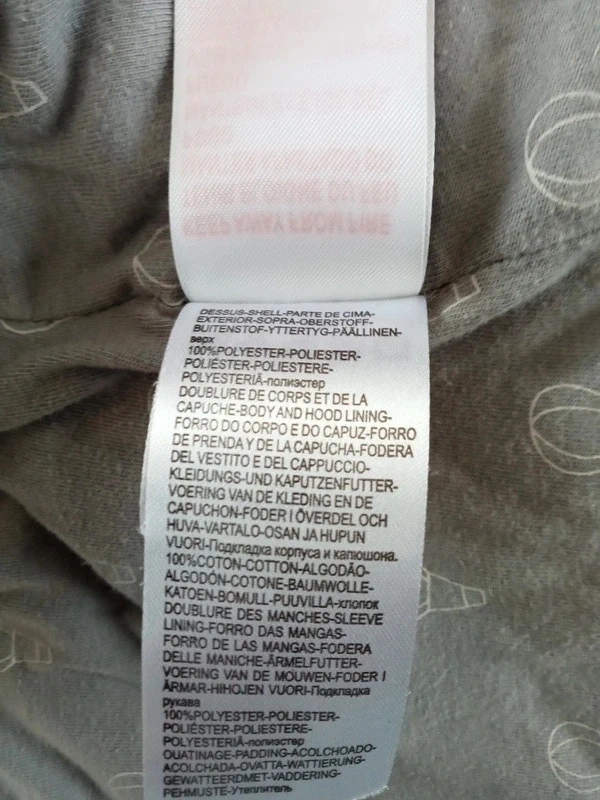 KEEP AWAY FROM FIRE
DESSUS-SHELL-PARTE DE CIMA-
EXTERIOR-SOPRA-OBERSTOFF-
BUITENSTOF-YTTERTYG-PÄÄLLINEN-
верх
100%POLYESTER-POLIESTER-
POLIÉSTER-POLIESTERE-
POLYESTERIÄ-полиэстер
DOUBLURE DE CORPS ET DE LA
CAPUCHE-BODY AND HOOD LINING-
FORRO DO CORPO E DO CAPUZ-FORRO
DE PRENDA Y DE LA CAPUCHA-FODERA
DEL VESTITO E DEL CAPPUCCIO-
KLEIDUNGS-UND KAPUTZENFUTTER-
VOERING VAN DE KLEDING EN DE
CAPUCHON-FODER I ÖVERDEL OCH
HUVA-VARTALO-OSAN JA HUPUN
VUORI-Подкладка корпуса и капюшона.
100%COTON-COTTON-ALGODÃO-
ALGODÓN-COTONE-BAUMWOLLE-
KATOEN-BOMULL-PUUVILLA-хлопок
DOUBLURE DES MANCHES-SLEEVE
LINING-FORRO DAS MANGAS-
FORRO DE LAS MANGAS-FODERA
DELLE MANICHE-ÄRMELFUTTER-
VOERING VAN DE MOUWEN-FODER I
ÄRMAR-HIHOJEN VUORI-Подкладка
рукава
100%POLYESTER-POLIESTER-
POLIÉSTER-POLIESTERE-
POLYESTERIÄ-полиэстер
OUATINAGE-PADDING-ACOLCHOADO-
ACOLCHADA-OVATTA-WATTIERUNG-
GEWATTEERDMET-VADDERING-
PEHMUSTE-Утеплитель